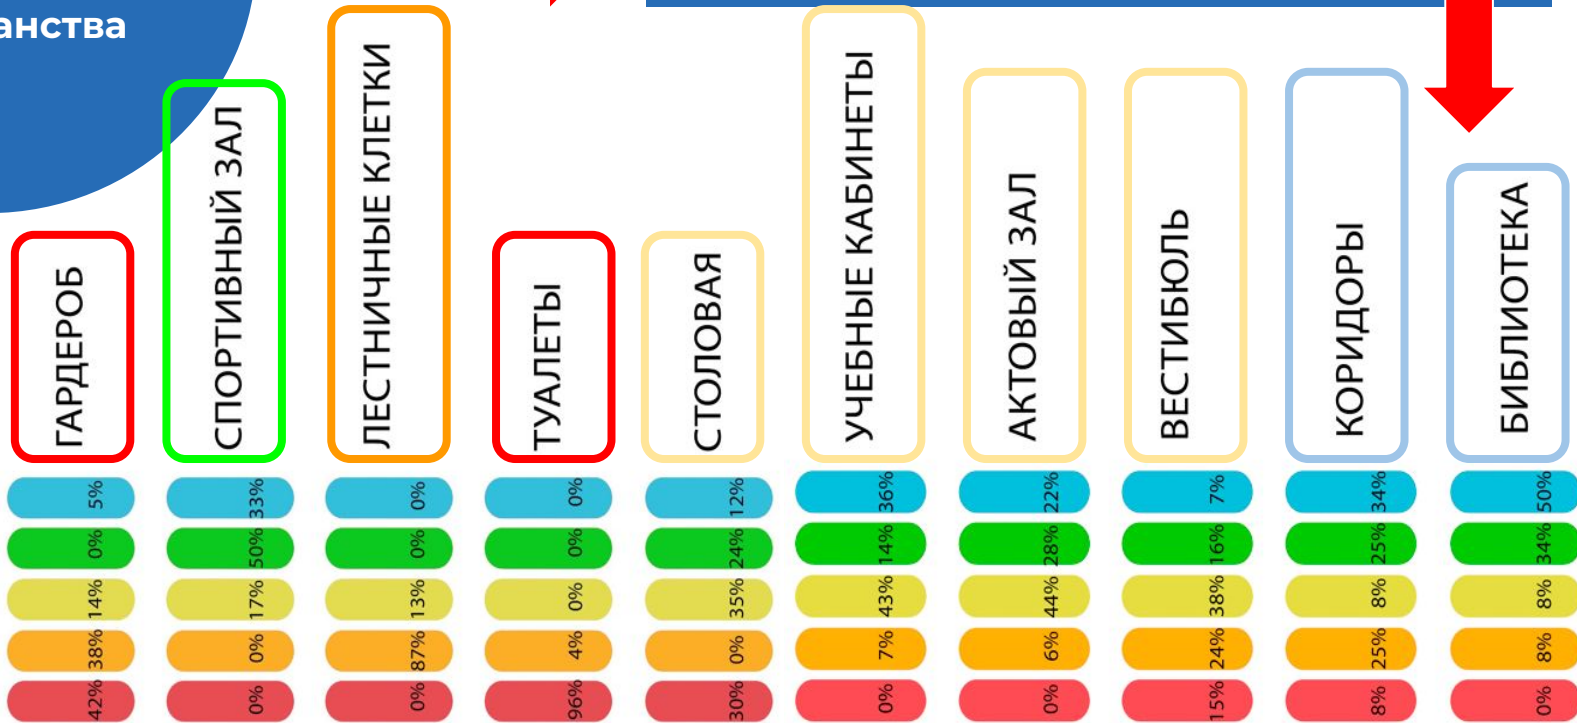 анства
ГАРДЕРОБ
СПОРТИВНЫЙ ЗАЛ
ЛЕСТНИЧНЫЕ КЛЕТКИ
ТУАЛЕТЫ
СТОЛОВАЯ
УЧЕБНЫЕ КАБИНЕТЫ
АКТОВЫЙ ЗАЛ
ВЕСТИБЮЛЬ
КОРИДОРЫ
БИБЛИОТЕКА
5% 33% 0% 0% 12% 36% 22% 7% 34% 50%
0% 50% 0% 0% 24% 14% 28% 16% 25% 34%
14% 17% 13% 0% 35% 43% 44% 38% 8% 8%
38% 0% 87% 4% 0% 7% 6% 24% 25% 8%
42% 0% 0% 96% 30% 0% 0% 15% 8% 0%